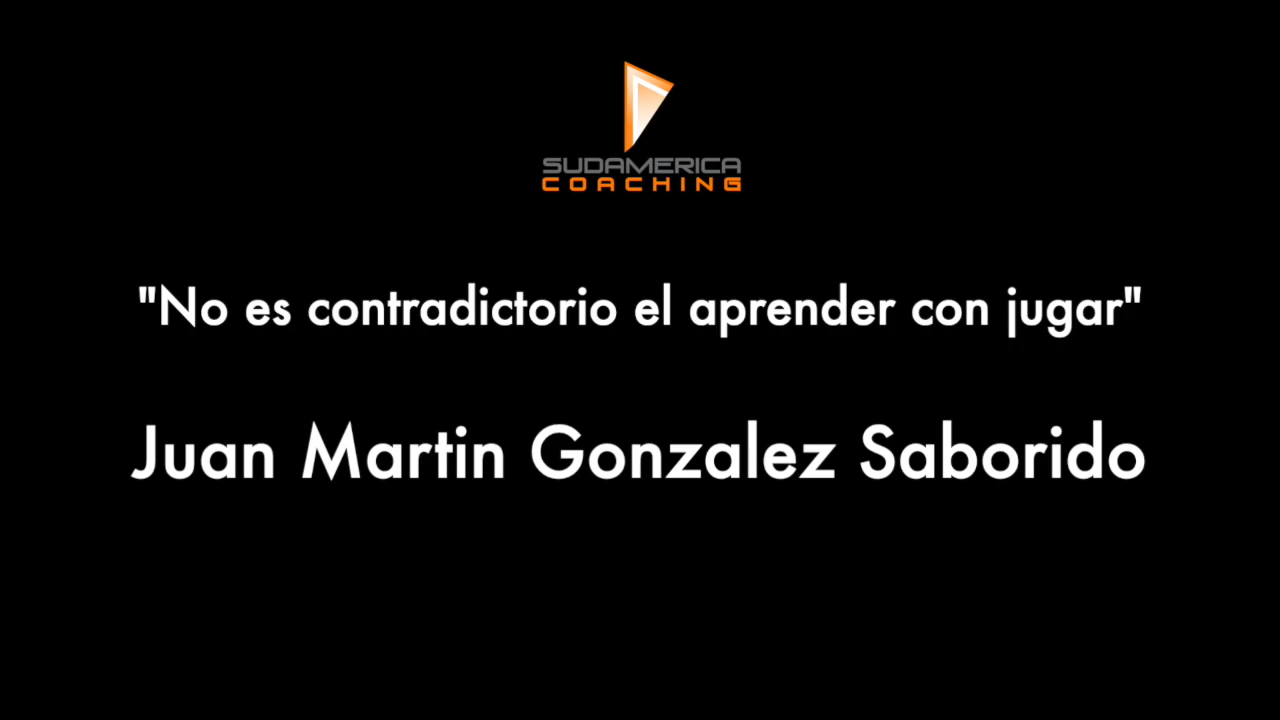 SUDAMERICA
COACHING
"No es contradictorio el aprender con jugar"
Juan Martin Gonzalez Saborido